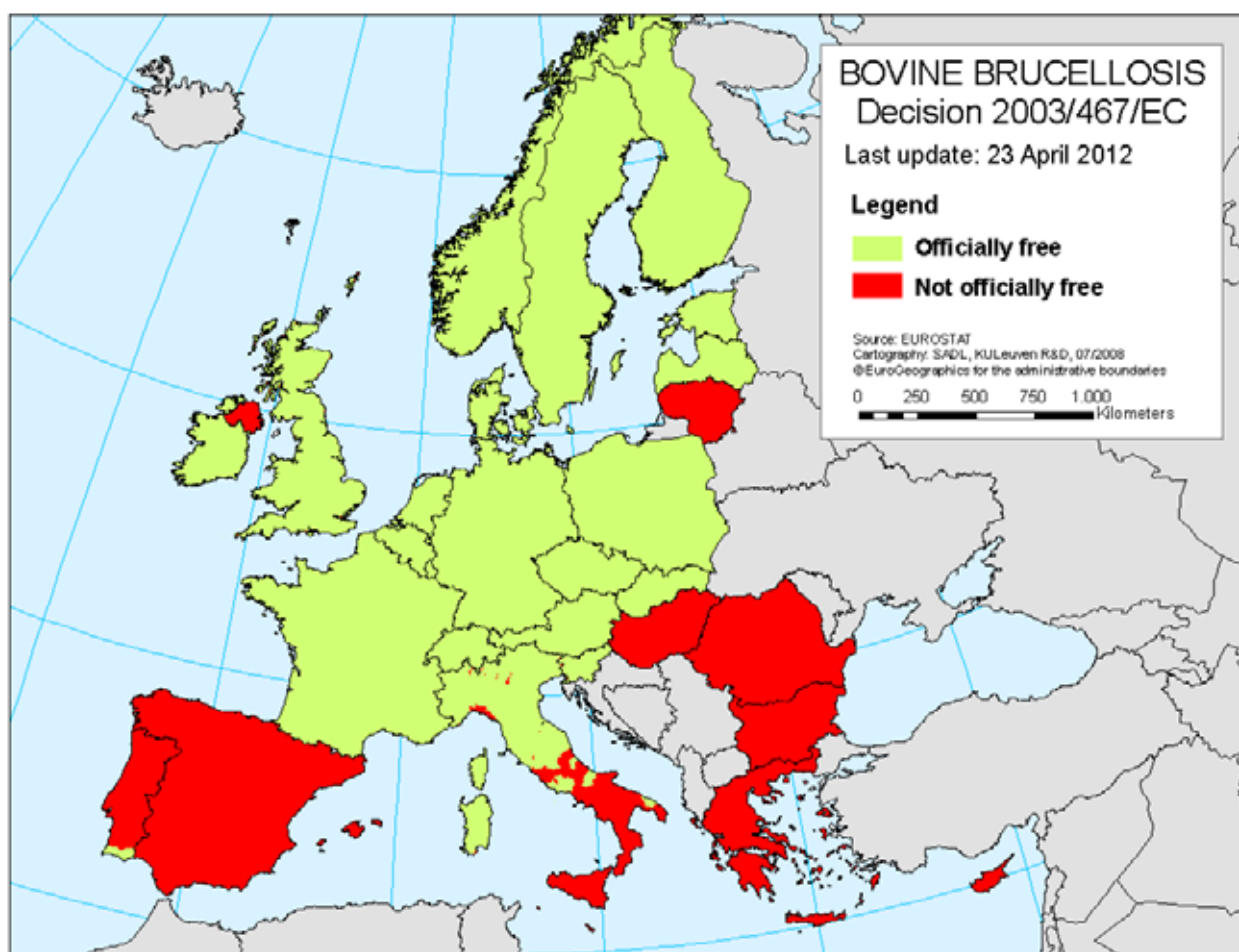 BOVINE BRUCELLOSIS
Decision 2003/467/EC
Last update: 23 April 2012
Legend
Officially free
Not officially free
Source: EUROSTAT
Cartography: SADL, KULeuven R&D, 07/2008
©EuroGeographics for the administrative boundaries
0 250 500 750 1.000
Kilometers